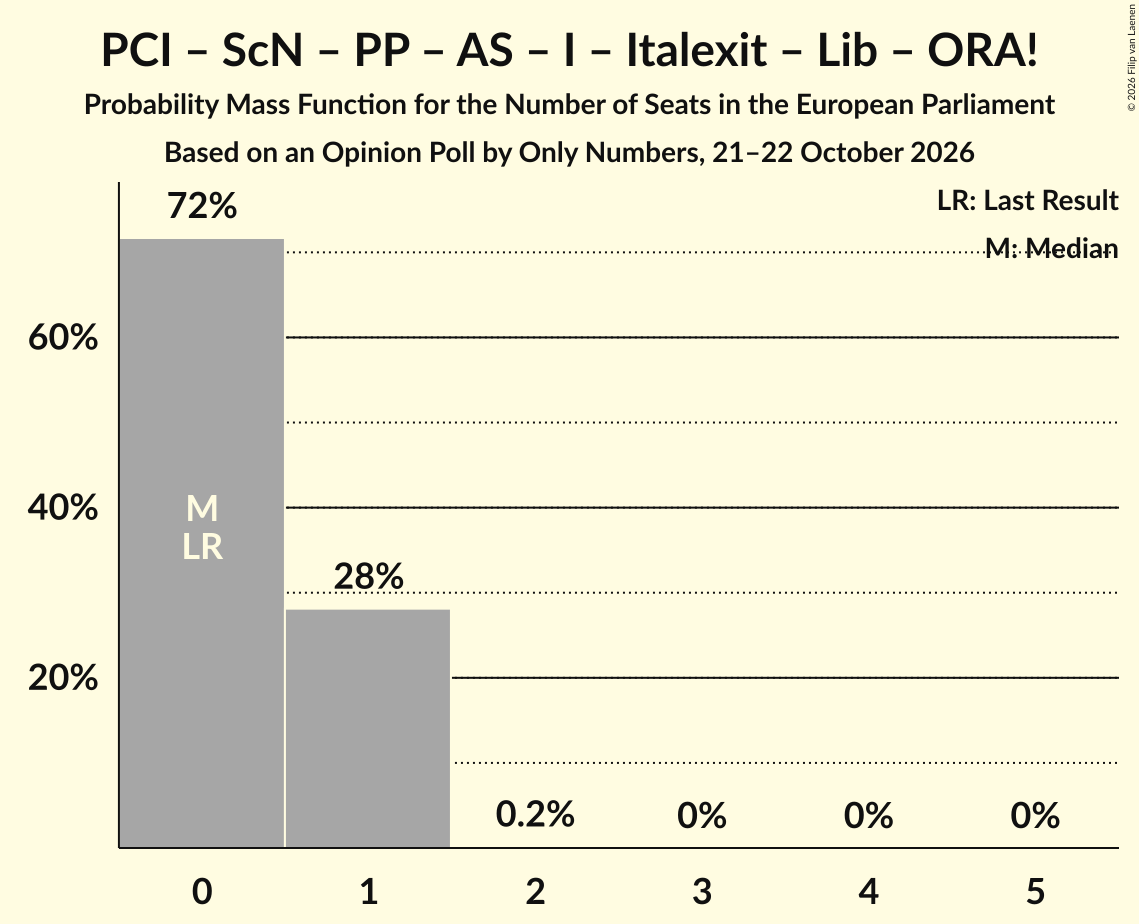 PCI – ScN – PP – AS – I – Italexit – Lib – ORA!
Probability Mass Function for the Number of Seats in the European Parliament
Based on an Opinion Poll by Only Numbers, 21–22 October 2026
© 2026 Filip van Laenen
LR: Last Result
M: Median
72%
60%
40%
20%
M
LR
28%
0.2%
0%
0%
0%
0
1
2
3
4
5